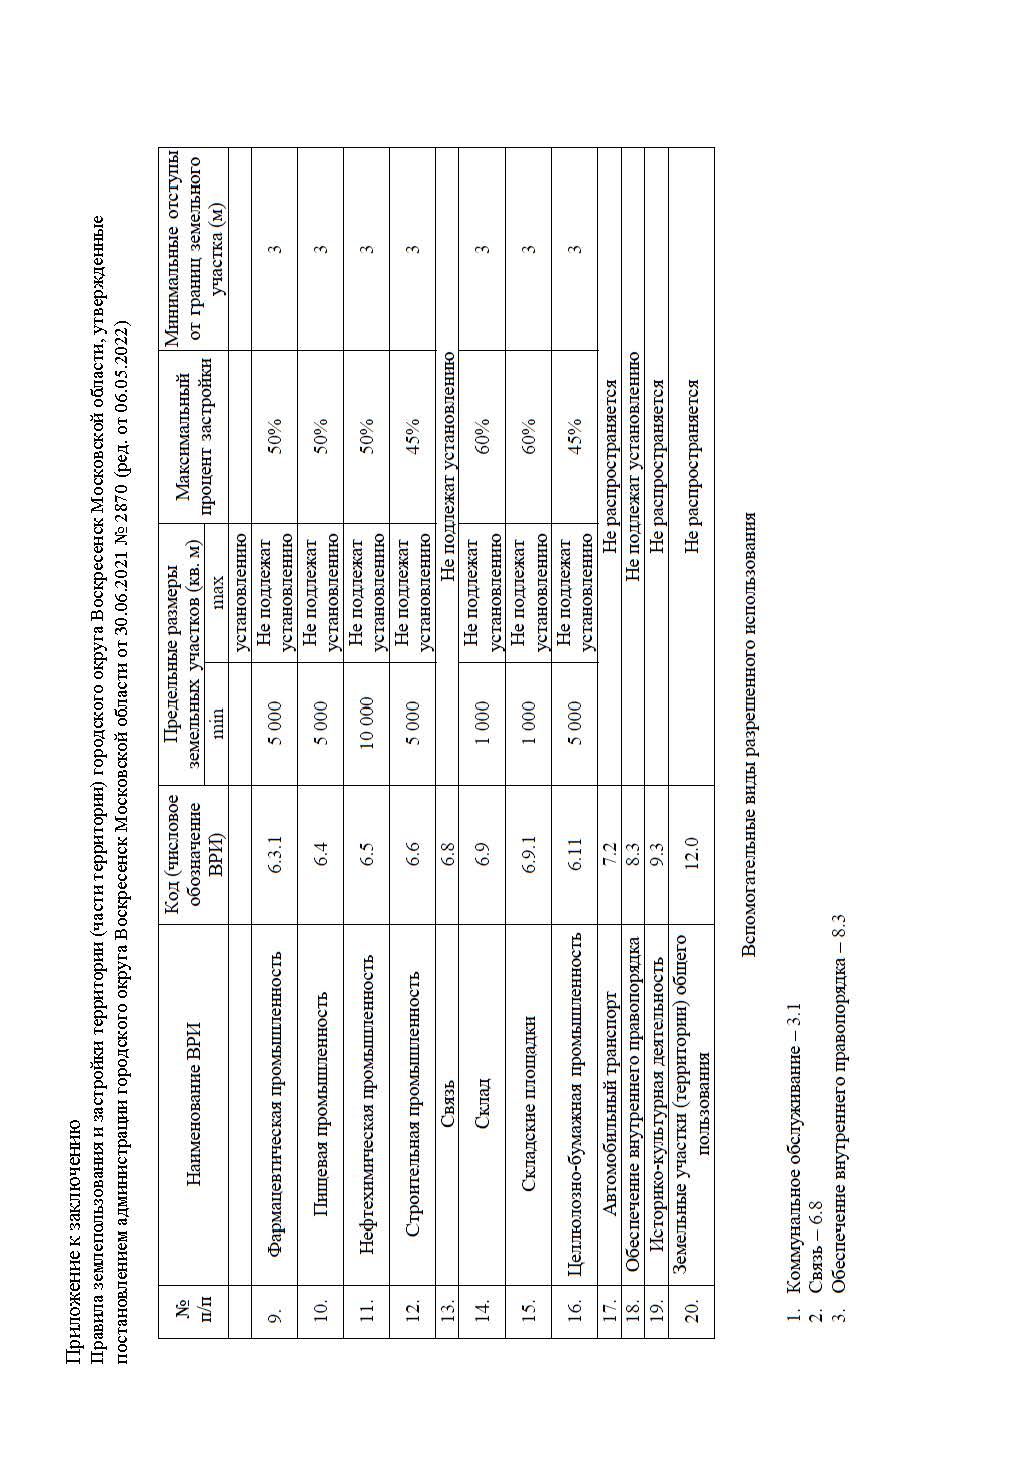 Приложение к заключению
Правила землепользования и застройки территории (части территории) городского округа Воскресенск Московской области, утвержденные
постановлением администрации городского округа Воскресенск Московской области от 30.06.2021 № 2870 (ред. от 06.05.2022)
№ п/п Наименование ВРИ Код (числовое обозначение ВРИ) Предельные размеры земельных участков (кв. м) Максимальный процент застройки Минимальные отступы от границ земельного участка (м)
min max
установлению
9. Фармацевтическая промышленность 6.3.1 5 000 Не подлежат установлению 50% 3
10. Пищевая промышленность 6.4 5 000 Не подлежат установлению 50% 3
11. Нефтехимическая промышленность 6.5 10 000 Не подлежат установлению 50% 3
12. Строительная промышленность 6.6 5 000 Не подлежат установлению 45% 3
13. Связь 6.8 Не подлежат установлению
14. Склад 6.9 1 000 Не подлежат установлению 60% 3
15. Складские площадки 6.9.1 1 000 Не подлежат установлению 60% 3
16. Целлюлозно-бумажная промышленность 6.11 5 000 Не подлежат установлению 45% 3
17. Автомобильный транспорт 7.2 Не распространяется
18. Обеспечение внутреннего правопорядка 8.3 Не подлежат установлению
19. Историко-культурная деятельность 9.3 Не распространяется
20. Земельные участки (территории) общего пользования 12.0 Не распространяется
Вспомогательные виды разрешенного использования
1. Коммунальное обслуживание – 3.1
2. Связь – 6.8
3. Обеспечение внутреннего правопорядка – 8.3